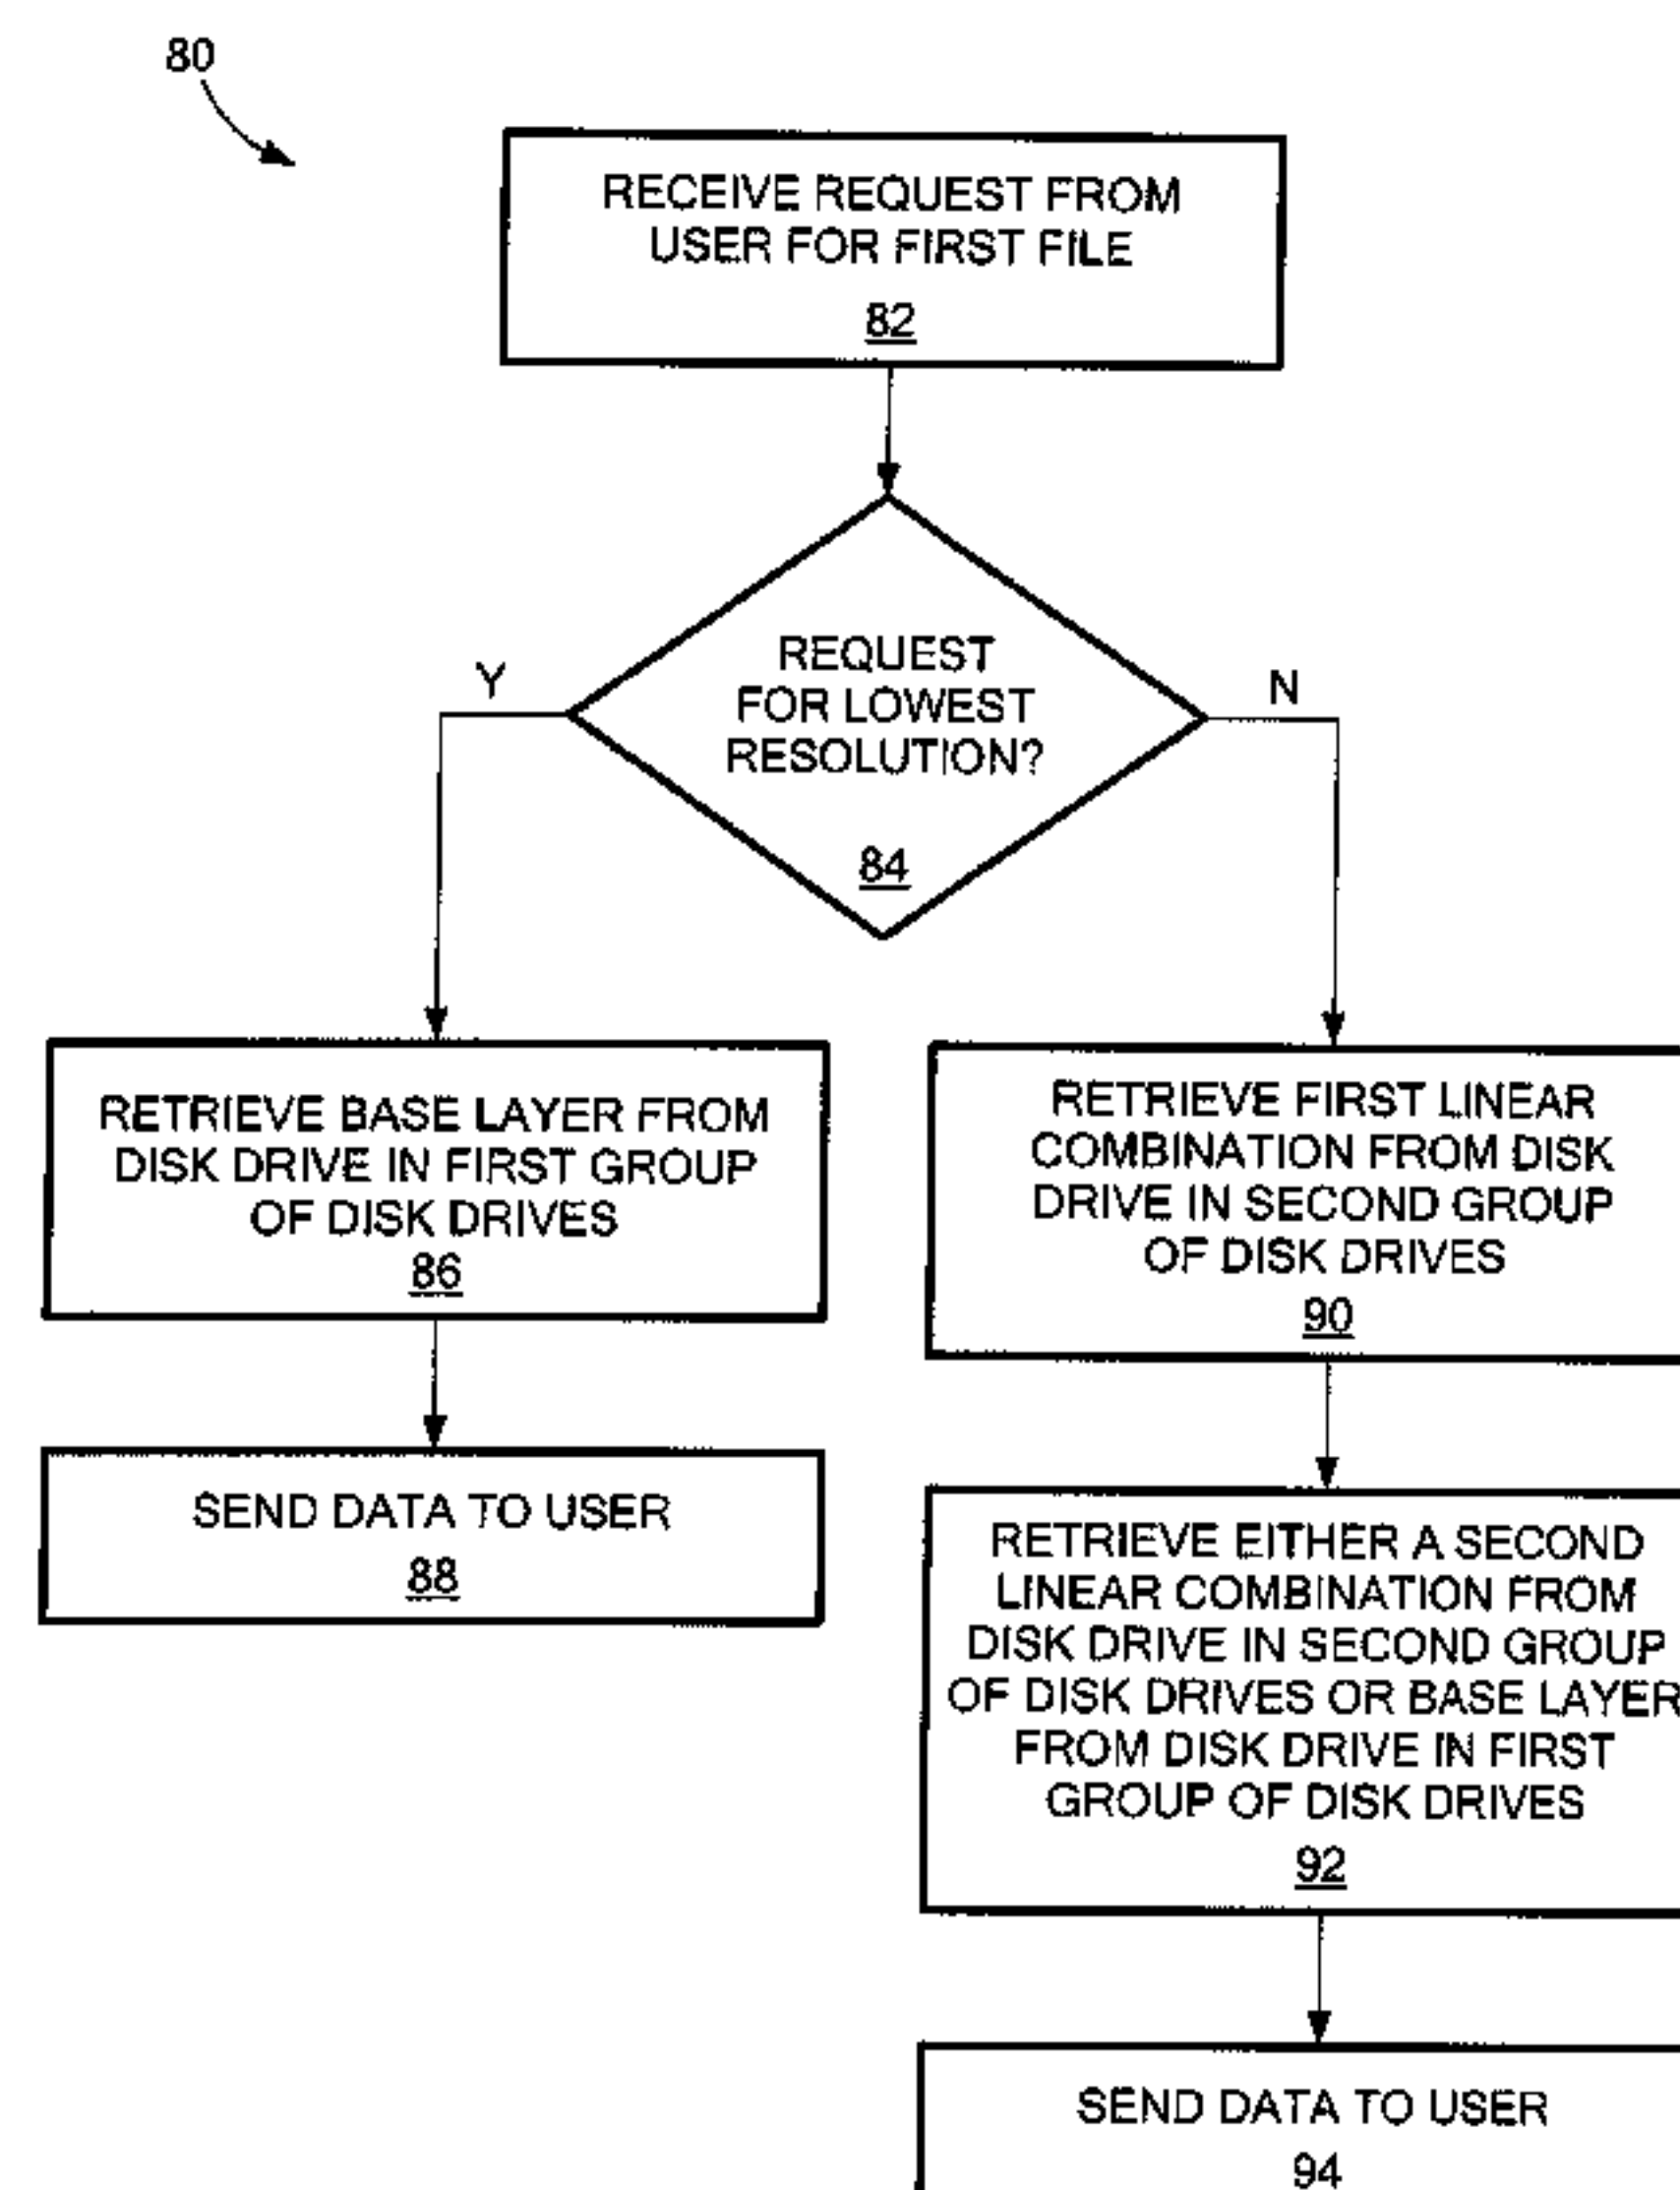 80
RECEIVE REQUEST FROM
USER FOR FIRST FILE
82
REQUEST
FOR LOWEST
RESOLUTION?
84
Y
N
RETRIEVE BASE LAYER FROM
DISK DRIVE IN FIRST GROUP
OF DISK DRIVES
86
SEND DATA TO USER
88
RETRIEVE FIRST LINEAR
COMBINATION FROM DISK
DRIVE IN SECOND GROUP
OF DISK DRIVES
90
RETRIEVE EITHER A SECOND
LINEAR COMBINATION FROM
DISK DRIVE IN SECOND GROUP
OF DISK DRIVES OR BASE LAYER
FROM DISK DRIVE IN FIRST
GROUP OF DISK DRIVES
92
SEND DATA TO USER
94